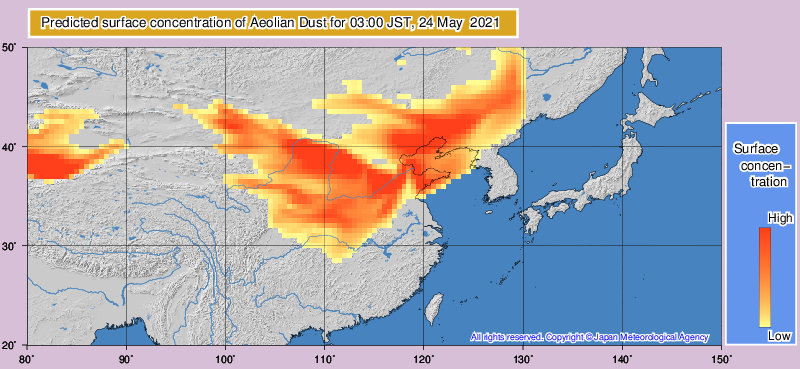 Predicted surface concentration of Aeolian Dust for 03:00 JST, 24 May 2021
50°
40°
30°
20°
80°
90°
100°
110°
120°
130°
140°
150°
All rights reserved. Copyright © Japan Meteorological Agency
Surface
concen–
tration
High
Low